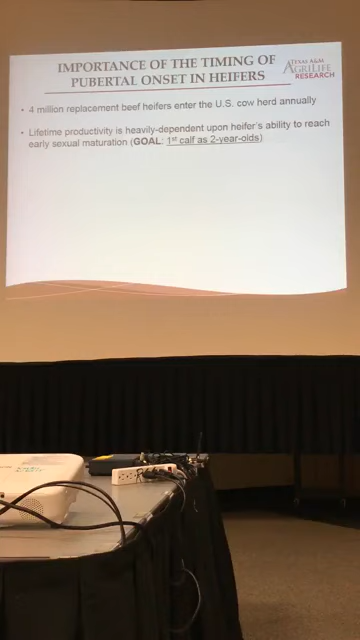 IMPORTANCE OF THE TIMING OF
PUBERTAL ONSET IN HEIFERS
TEXAS A&M
AGRILIFE
RESEARCH
• 4 million replacement beef heifers enter the U.S. cow herd annually
• Lifetime productivity is heavily-dependent upon heifer's ability to reach
early sexual maturation (GOAL: 1st calf as 2-year-olds)